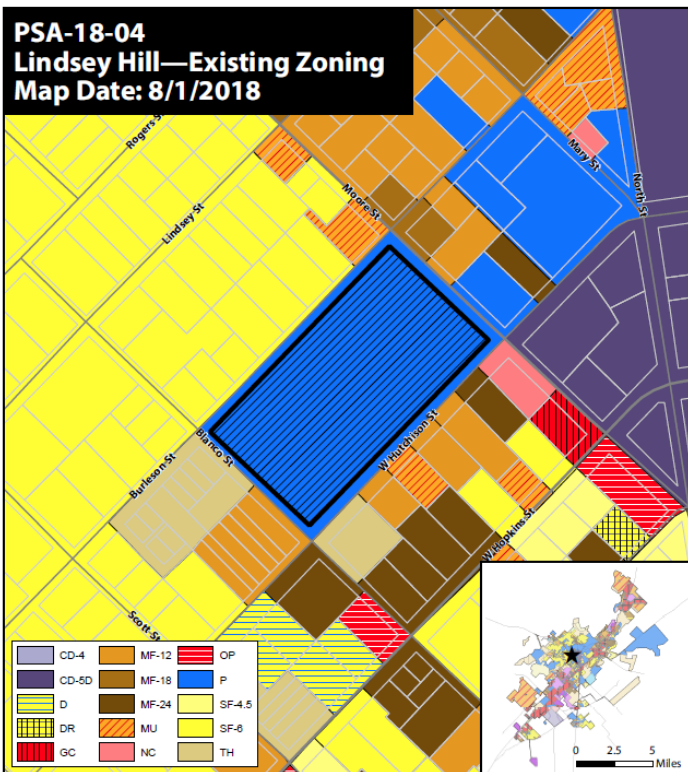 PSA-18-04
Lindsey Hill—Existing Zoning
Map Date: 8/1/2018
Rogers St
Lindsey St
Moore St
Mary St
North St
Blanco St
Burleson St
W Hutchison St
W Hopkins St
Scott St
CD-4
CD-5D
D
DR
GC
MF-12
MF-18
MF-24
MU
NC
OP
P
SF-4.5
SF-6
TH
0 2.5 5
Miles